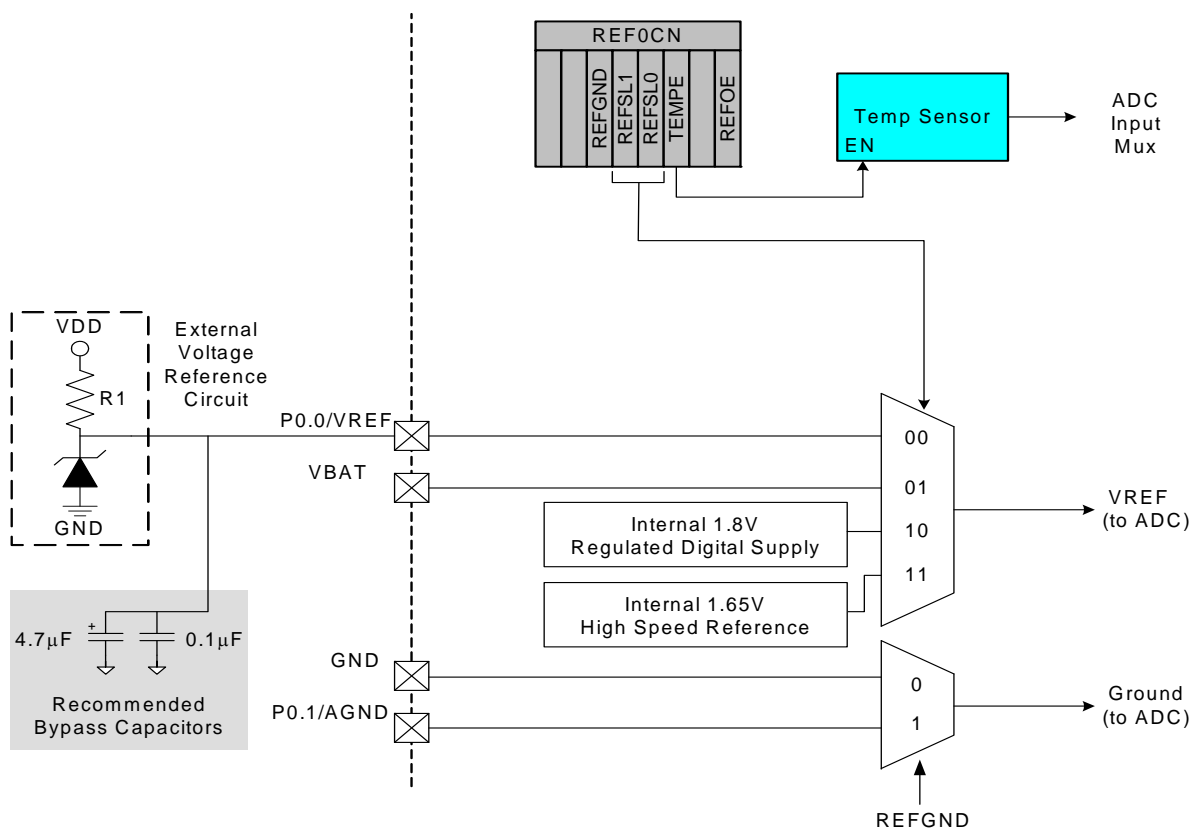 REF0CN
REFGND
REFSL1
REFSL0
TEMPE
REFOE
Temp Sensor
EN
ADC
Input
Mux
VDD
R1
GND
External
Voltage
Reference
Circuit
P0.0/VREF
VBAT
00
01
10
11
Internal 1.8V
Regulated Digital Supply
Internal 1.65V
High Speed Reference
VREF
(to ADC)
4.7µF
+
0.1µF
Recommended
Bypass Capacitors
GND
P0.1/AGND
0
1
Ground
(to ADC)
REFGND